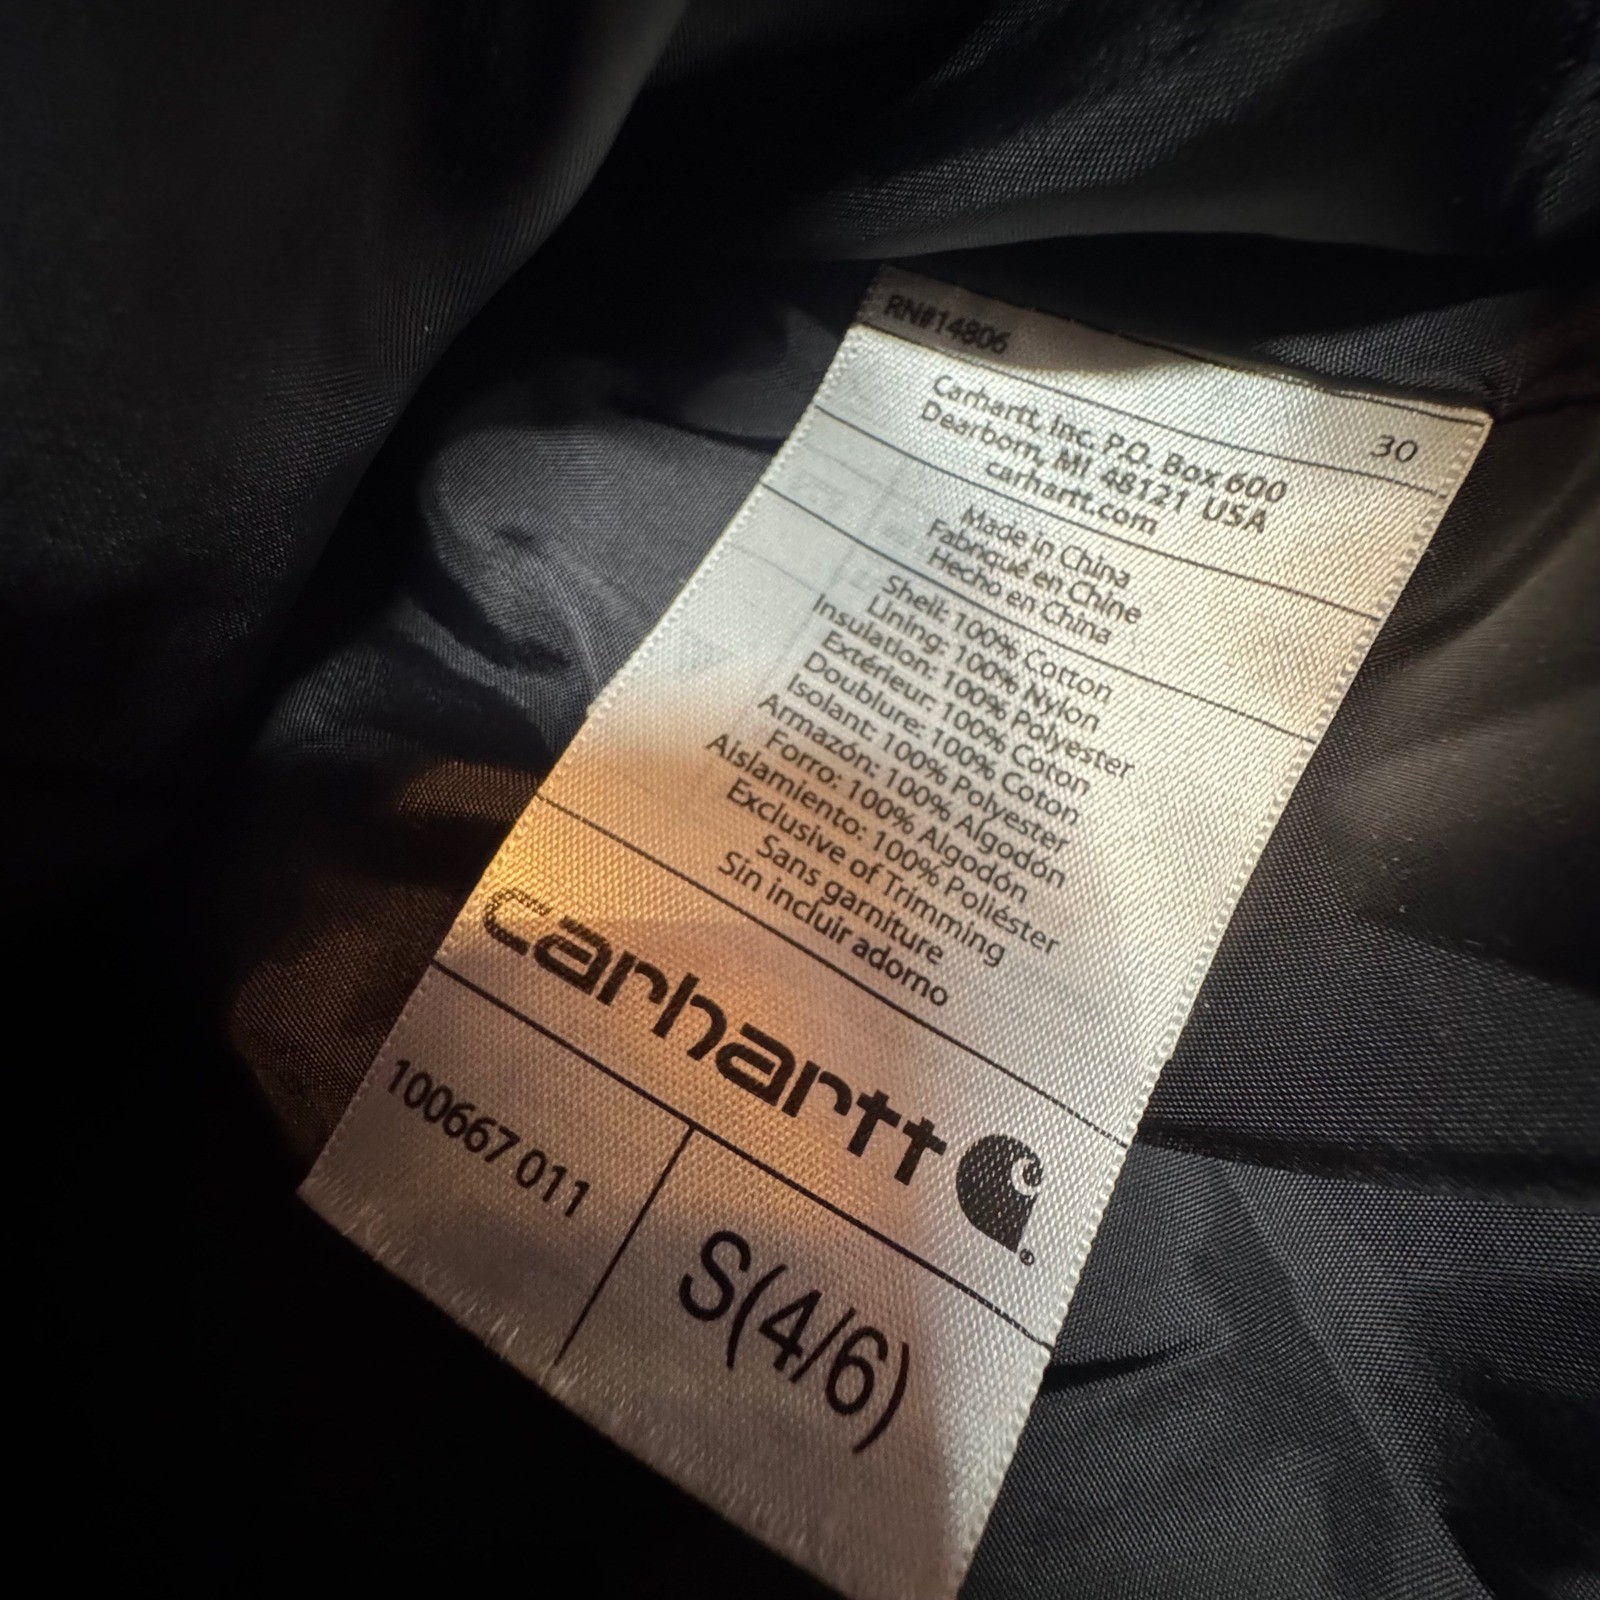 RN#14806
30
Carhartt, Inc. P.O. Box 600
Dearborn, MI 48121 USA
carhartt.com
Made in China
Fabriqué en Chine
Hecho en China
Shell: 100% Cotton
Lining: 100% Nylon
Insulation: 100% Polyester
Extérieur: 100% Coton
Doublure: 100% Coton
Isolant: 100% Polyester
Armazón: 100% Algodón
Forro: 100% Algodón
Aislamiento: 100% Poliéster
Exclusive of Trimming
Sans garniture
Sin incluir adorno
carhartt
®
100667 011
S(4/6)